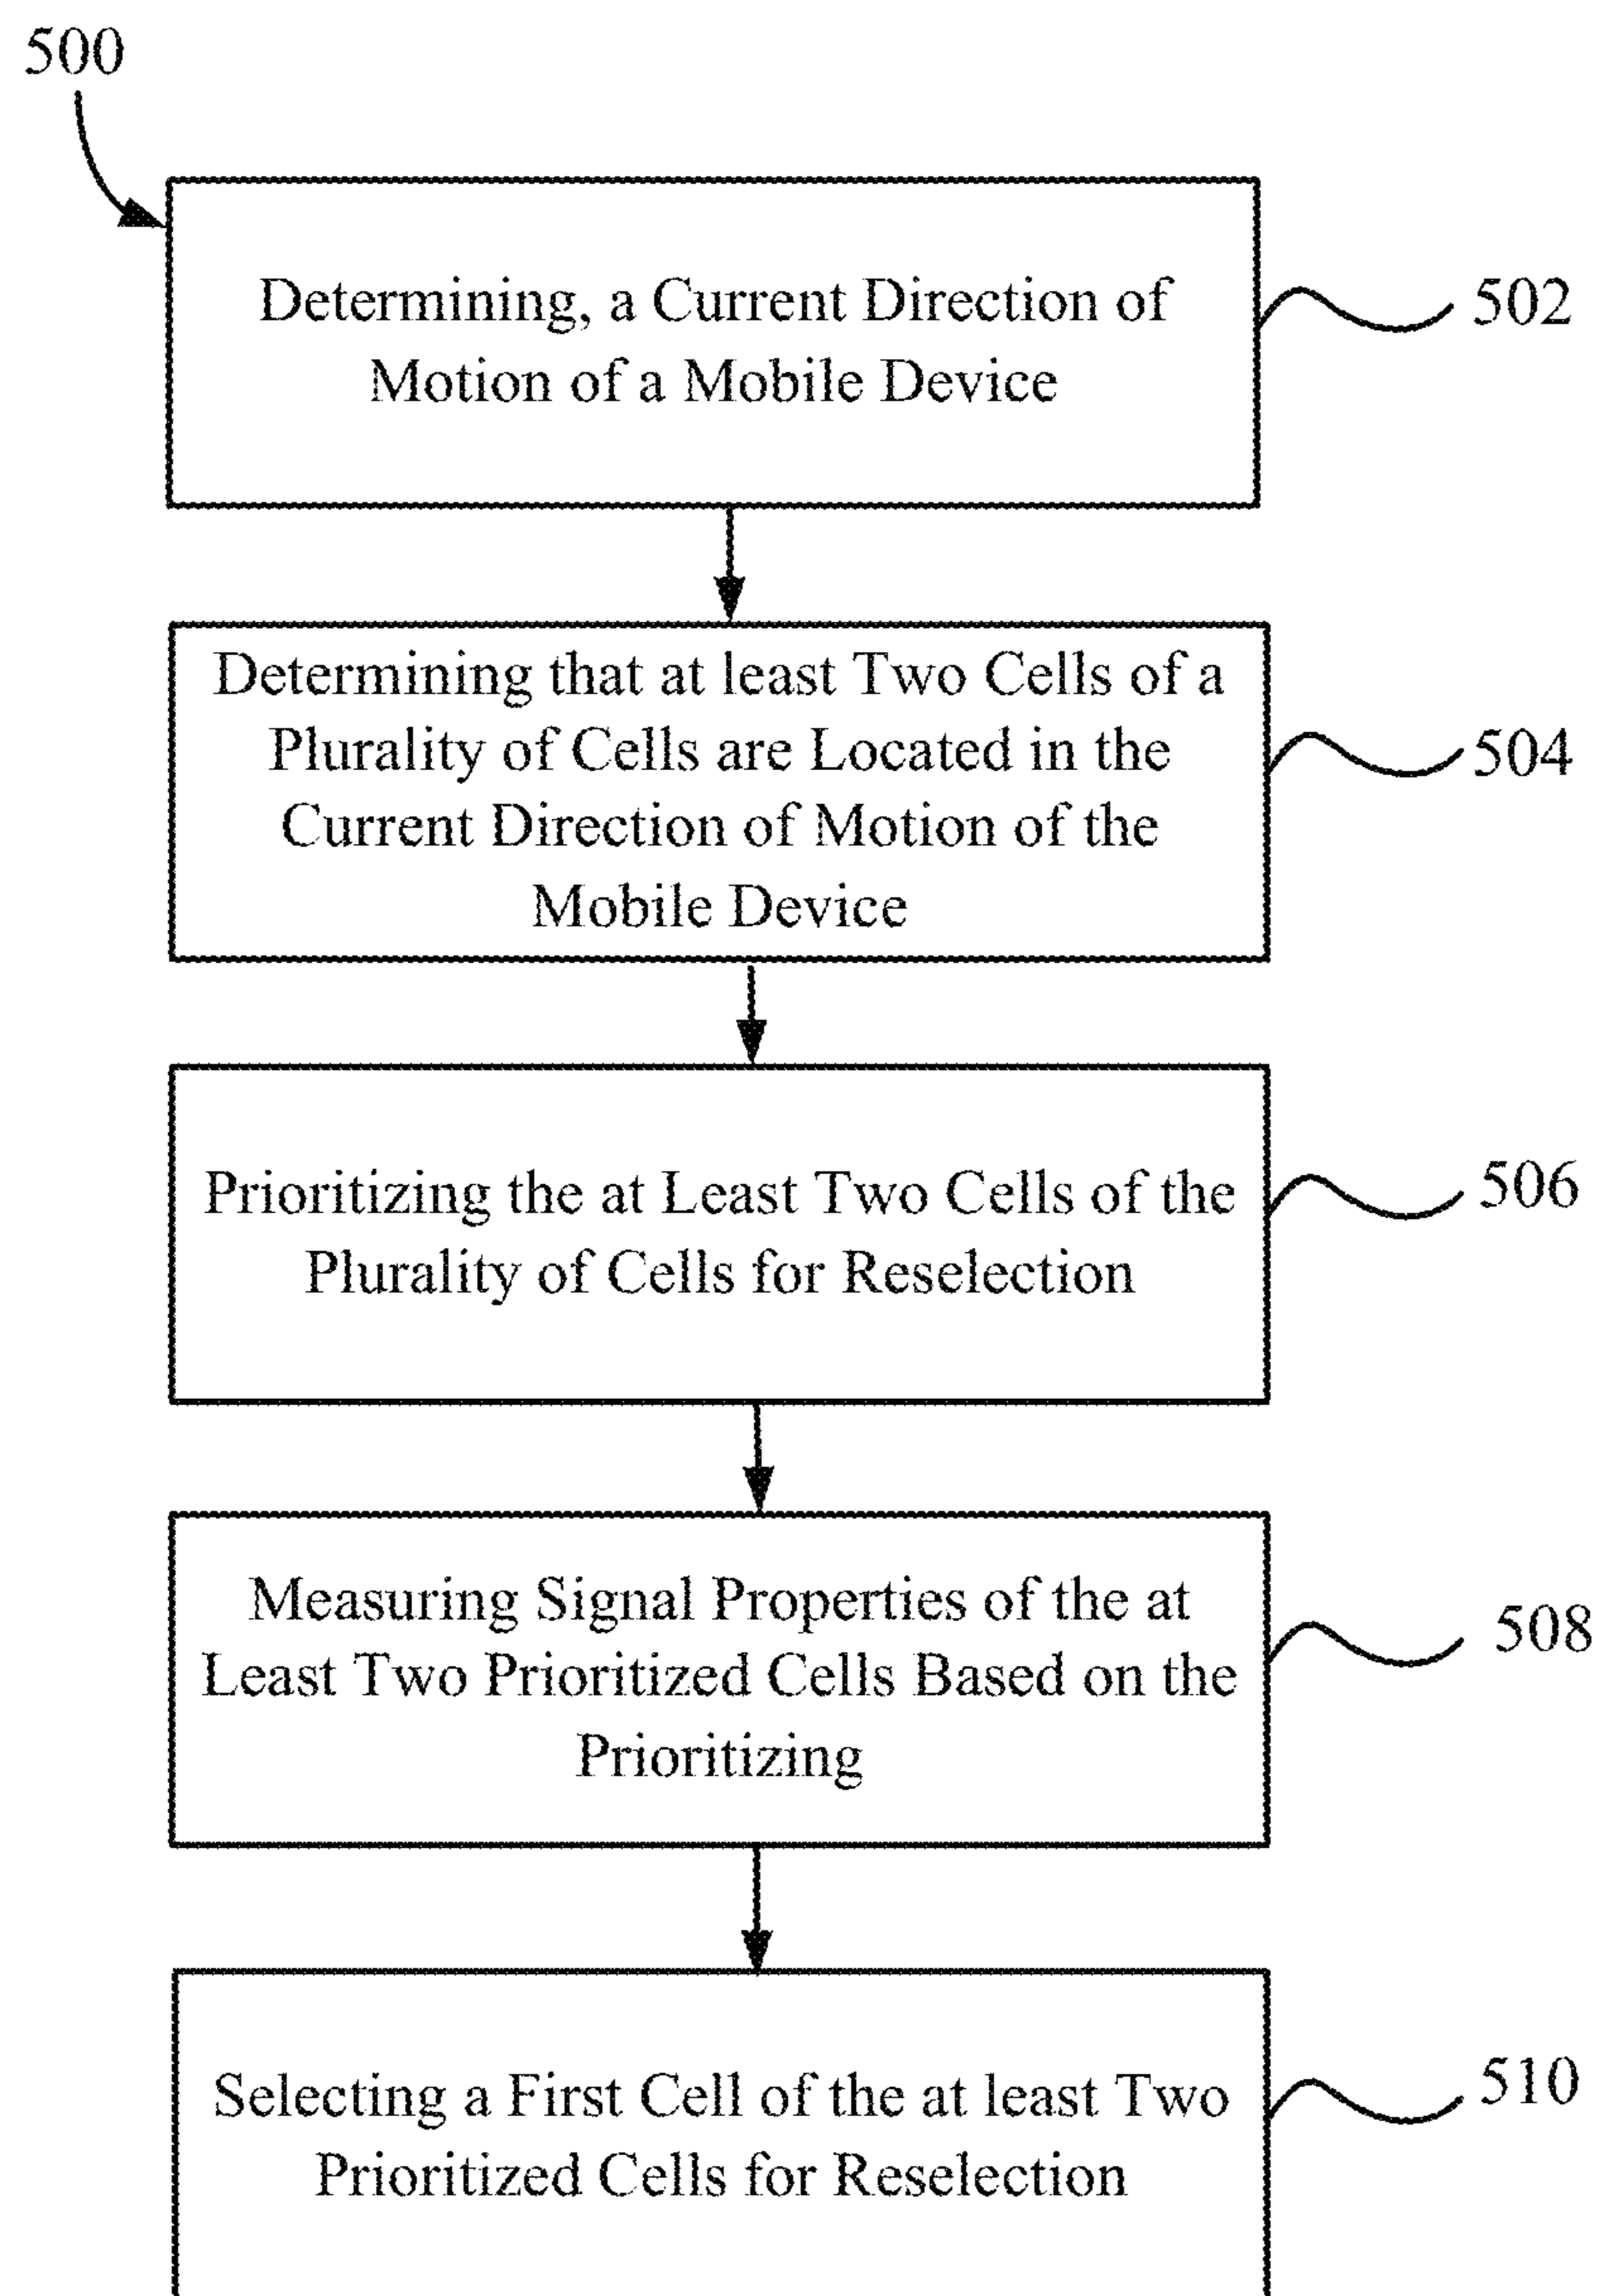 500
Determining, a Current Direction of
Motion of a Mobile Device
502
Determining that at least Two Cells of a
Plurality of Cells are Located in the
Current Direction of Motion of the
Mobile Device
504
Prioritizing the at Least Two Cells of the
Plurality of Cells for Reselection
506
Measuring Signal Properties of the at
Least Two Prioritized Cells Based on the
Prioritizing
508
Selecting a First Cell of the at least Two
Prioritized Cells for Reselection
510